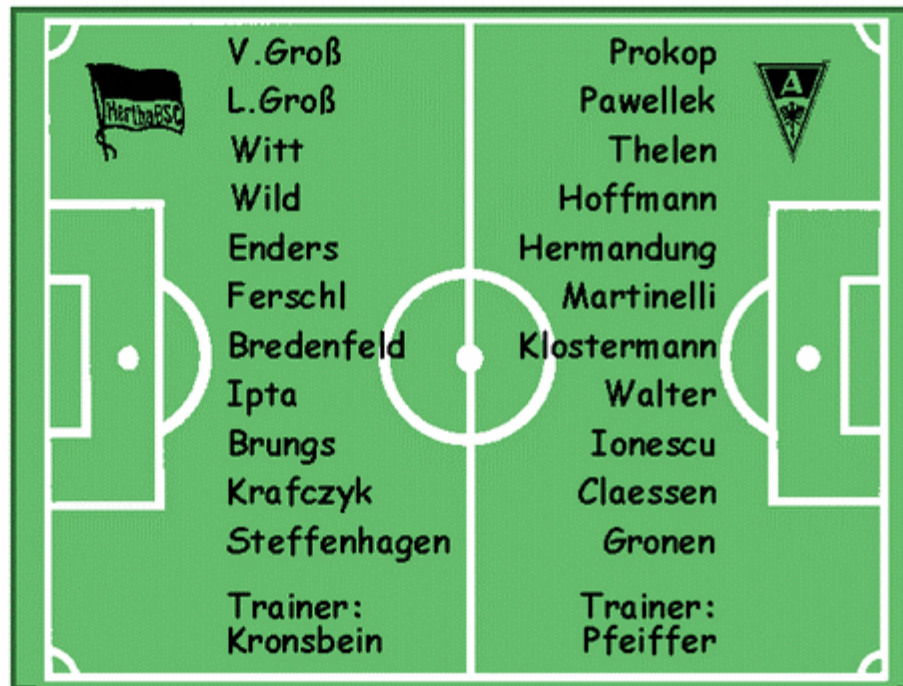 HerthaBSC
A
V.Groß
L.Groß
Witt
Wild
Enders
Ferschl
Bredenfeld
Ipta
Brungs
Krafczyk
Steffenhagen
Trainer:
Kronsbein
Prokop
Pawellek
Thelen
Hoffmann
Hermandung
Martinelli
Klostermann
Walter
Ionescu
Claessen
Gronen
Trainer:
Pfeiffer